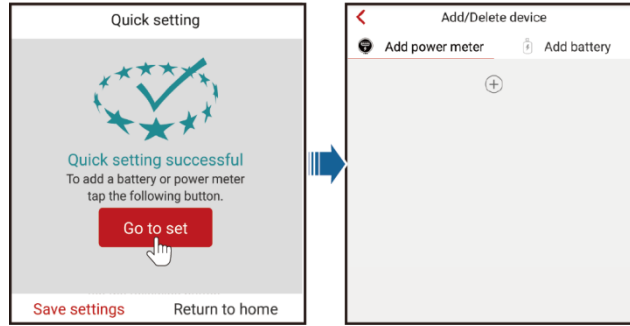 Quick setting
Quick setting successful
To add a battery or power meter
tap the following button.
Go to set
Save settings
Return to home
Add/Delete device
Add power meter
Add battery